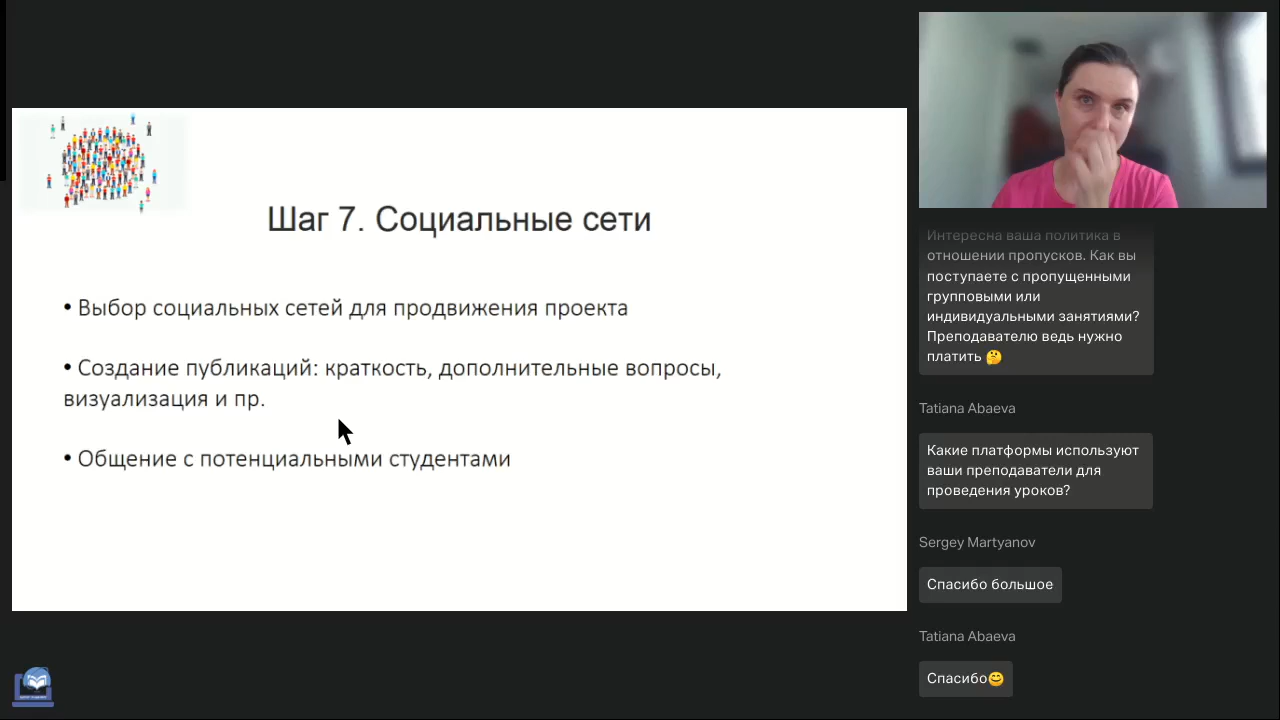 Шаг 7. Социальные сети
• Выбор социальных сетей для продвижения проекта
• Создание публикаций: краткость, дополнительные вопросы,
визуализация и пр.
• Общение с потенциальными студентами
Интересна ваша политика в
отношении пропусков. Как вы
поступаете с пропущенными
групповыми или
индивидуальными занятиями?
Преподавателю ведь нужно
платить 🤔
Tatiana Abaeva
Какие платформы используют
ваши преподаватели для
проведения уроков?
Sergey Martyanov
Спасибо большое
Tatiana Abaeva
Спасибо😊